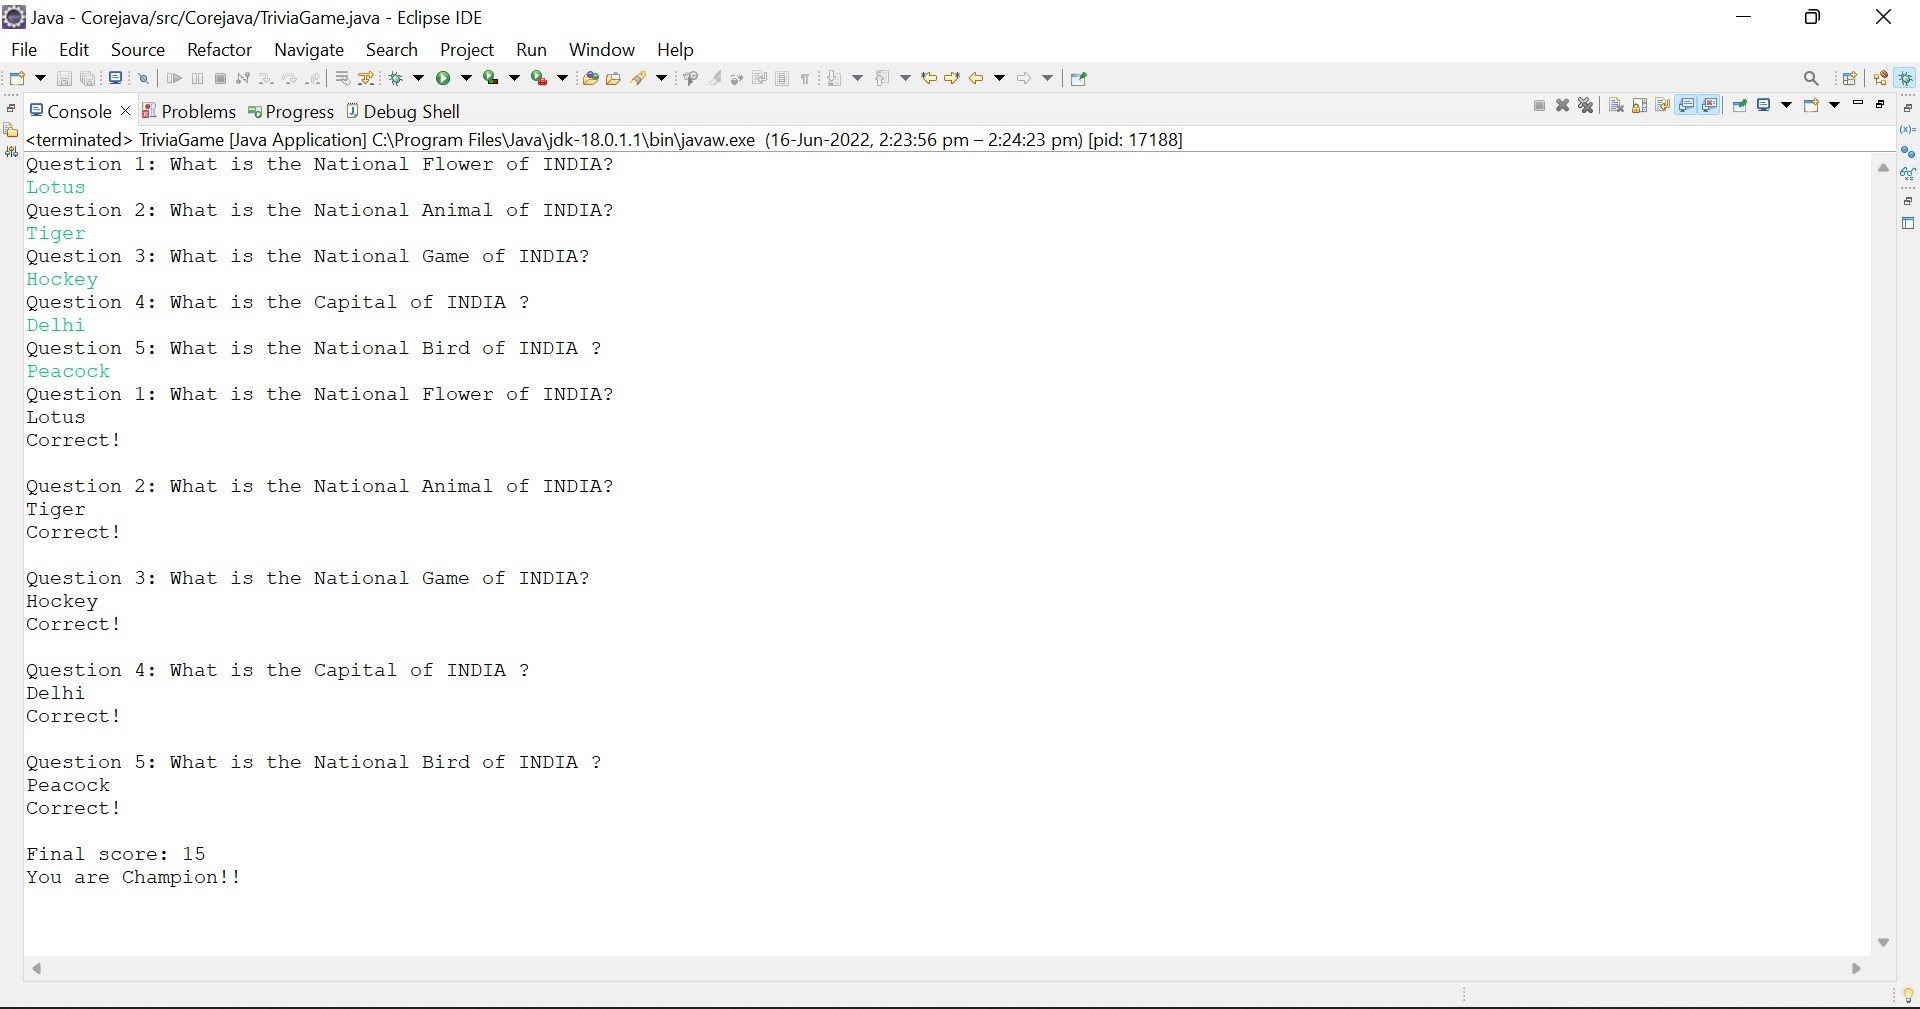 Java - Corejava/src/Corejava/TriviaGame.java - Eclipse IDE
File Edit Source Refactor Navigate Search Project Run Window Help
Console Problems Progress Debug Shell
<terminated> TriviaGame [Java Application] C:\Program Files\Java\jdk-18.0.1.1\bin\javaw.exe (16-Jun-2022, 2:23:56 pm – 2:24:23 pm) [pid: 17188]
Question 1: What is the National Flower of INDIA?
Lotus
Question 2: What is the National Animal of INDIA?
Tiger
Question 3: What is the National Game of INDIA?
Hockey
Question 4: What is the Capital of INDIA ?
Delhi
Question 5: What is the National Bird of INDIA ?
Peacock
Question 1: What is the National Flower of INDIA?
Lotus
Correct!
Question 2: What is the National Animal of INDIA?
Tiger
Correct!
Question 3: What is the National Game of INDIA?
Hockey
Correct!
Question 4: What is the Capital of INDIA ?
Delhi
Correct!
Question 5: What is the National Bird of INDIA ?
Peacock
Correct!
Final score: 15
You are Champion!!